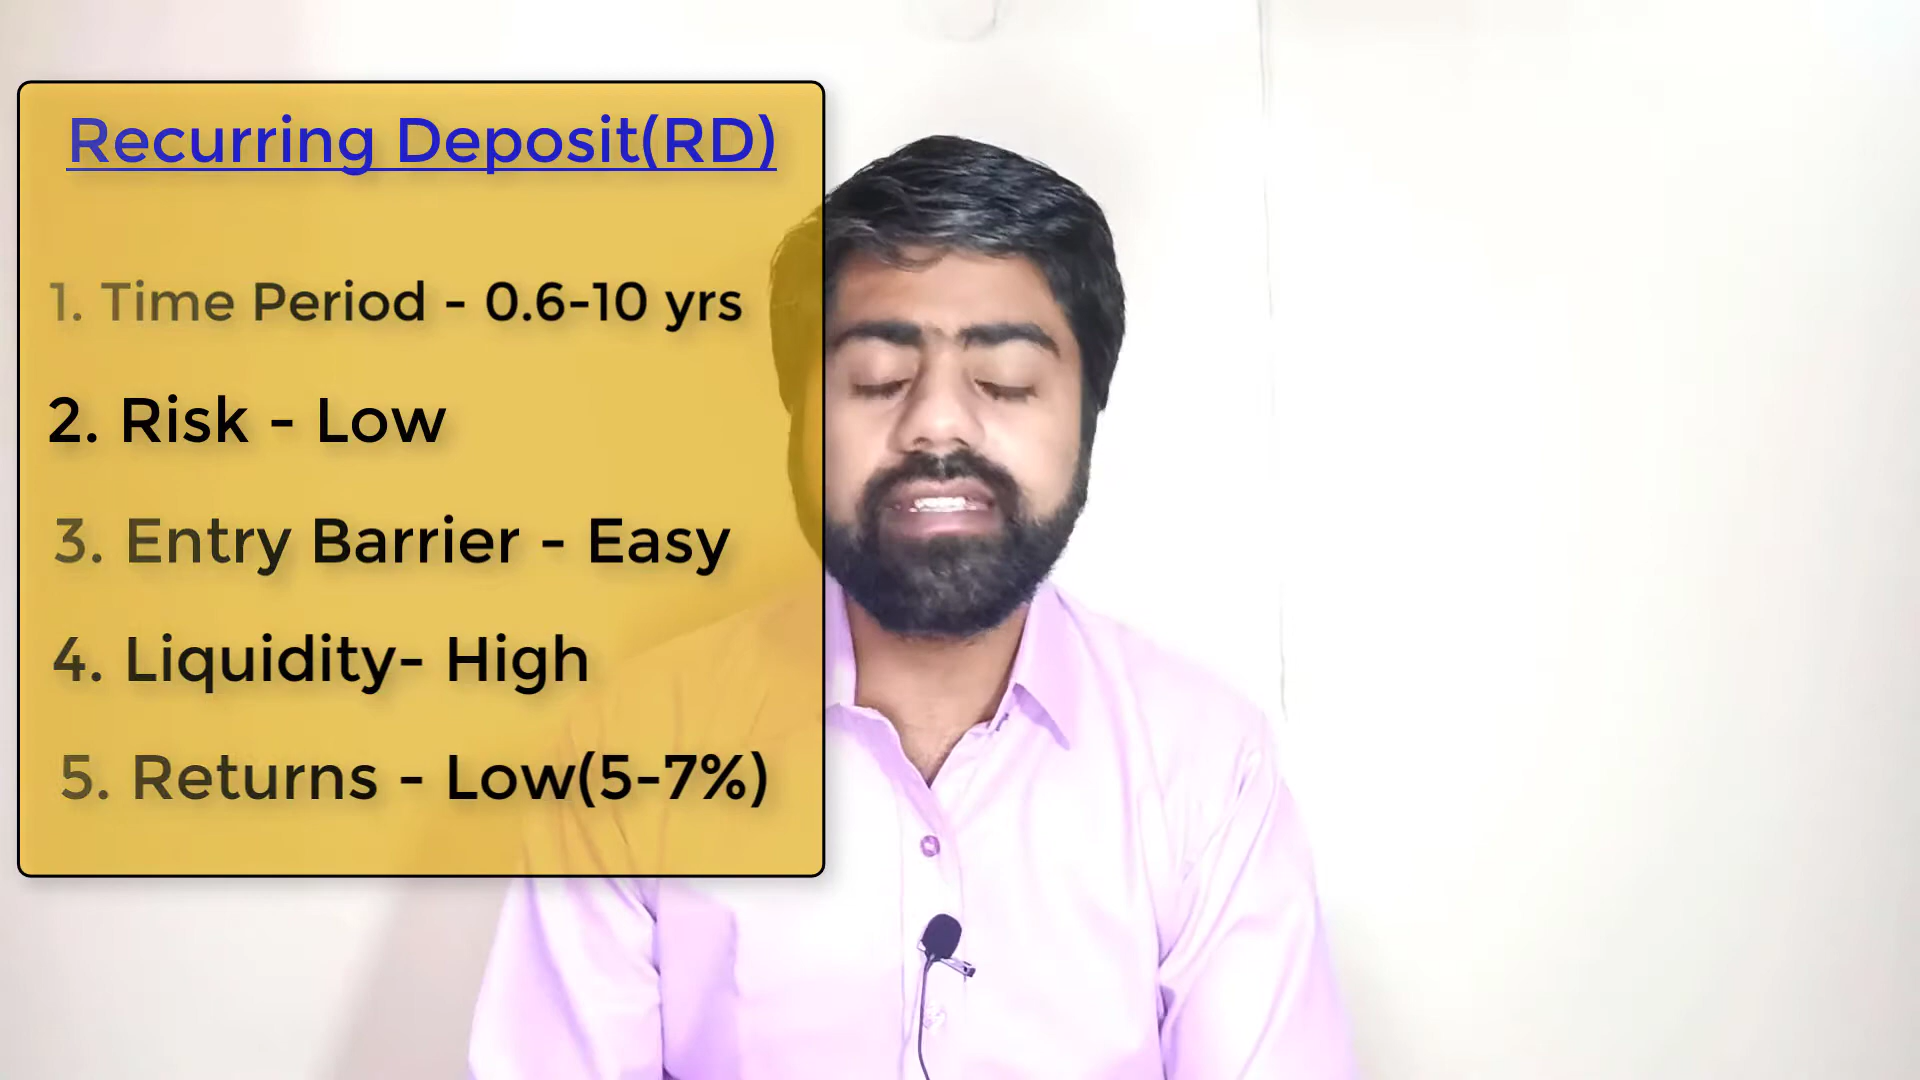 Recurring Deposit(RD)
1. Time Period - 0.6-10 yrs
2. Risk - Low
3. Entry Barrier - Easy
4. Liquidity- High
5. Returns - Low(5-7%)